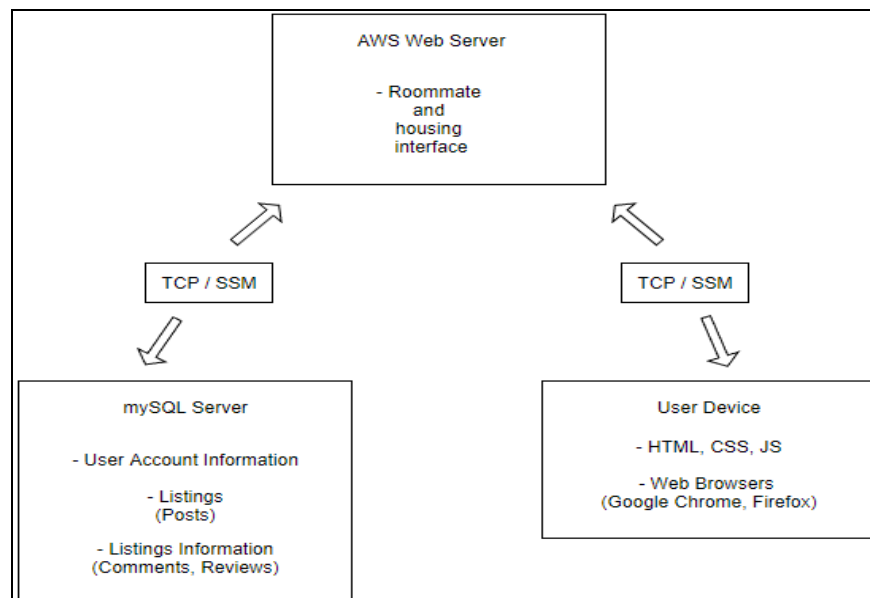 AWS Web Server
- Roommate
and
housing
interface
TCP / SSM
TCP / SSM
mySQL Server
- User Account Information
- Listings
(Posts)
- Listings Information
(Comments, Reviews)
User Device
- HTML, CSS, JS
- Web Browsers
(Google Chrome, Firefox)